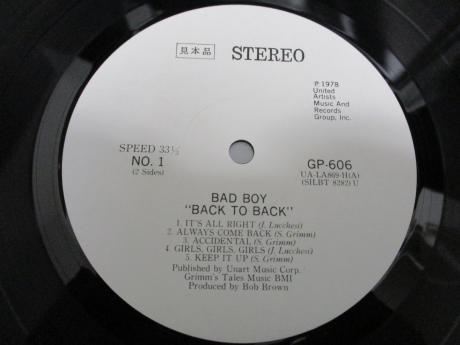 見本品 STEREO
℗ 1978
United
Artists
Music And
Records
Group, Inc.
SPEED 33⅓
NO. 1
(2 Sides)
GP-606
UA-LA869-H(A)
(SILBT 8282) U
BAD BOY
"BACK TO BACK"
1. IT'S ALL RIGHT (J. Lucchesi)
2. ALWAYS COME BACK (S. Grimm)
3. ACCIDENTAL (S. Grimm)
4. GIRLS, GIRLS, GIRLS (J. Lucchesi)
5. KEEP IT UP (S. Grimm)
Published by Unart Music Corp.
Grimm's Tales Music BMI
Produced by Bob Brown